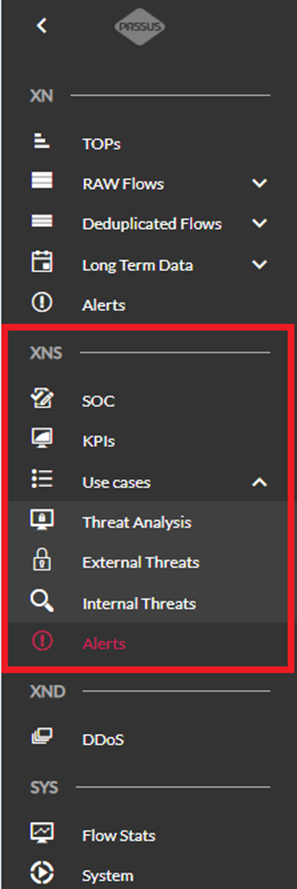 PASSUS
XN
TOPs
RAW Flows
Deduplicated Flows
Long Term Data
Alerts
XNS
SOC
KPIs
Use cases
Threat Analysis
External Threats
Internal Threats
Alerts
XND
DDoS
SYS
Flow Stats
System